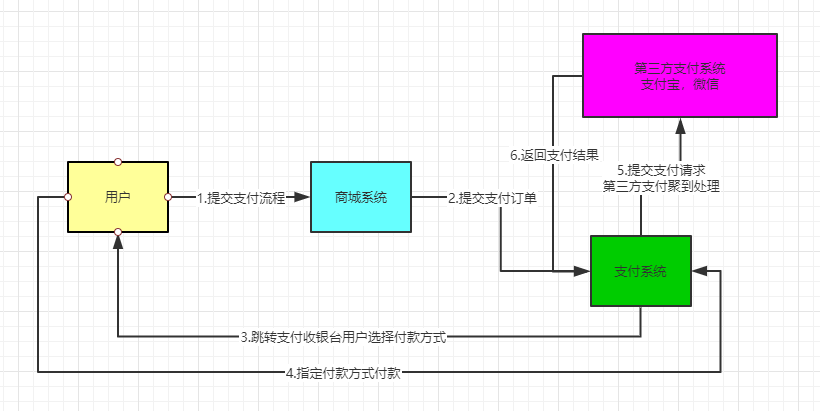 第三方支付系统
支付宝、微信
6.返回支付结果
5.提交支付请求
第三方支付聚到处理
用户
1.提交支付流程
商城系统
2.提交支付订单
支付系统
3.跳转支付收银台用户选择付款方式
4.指定付款方式付款